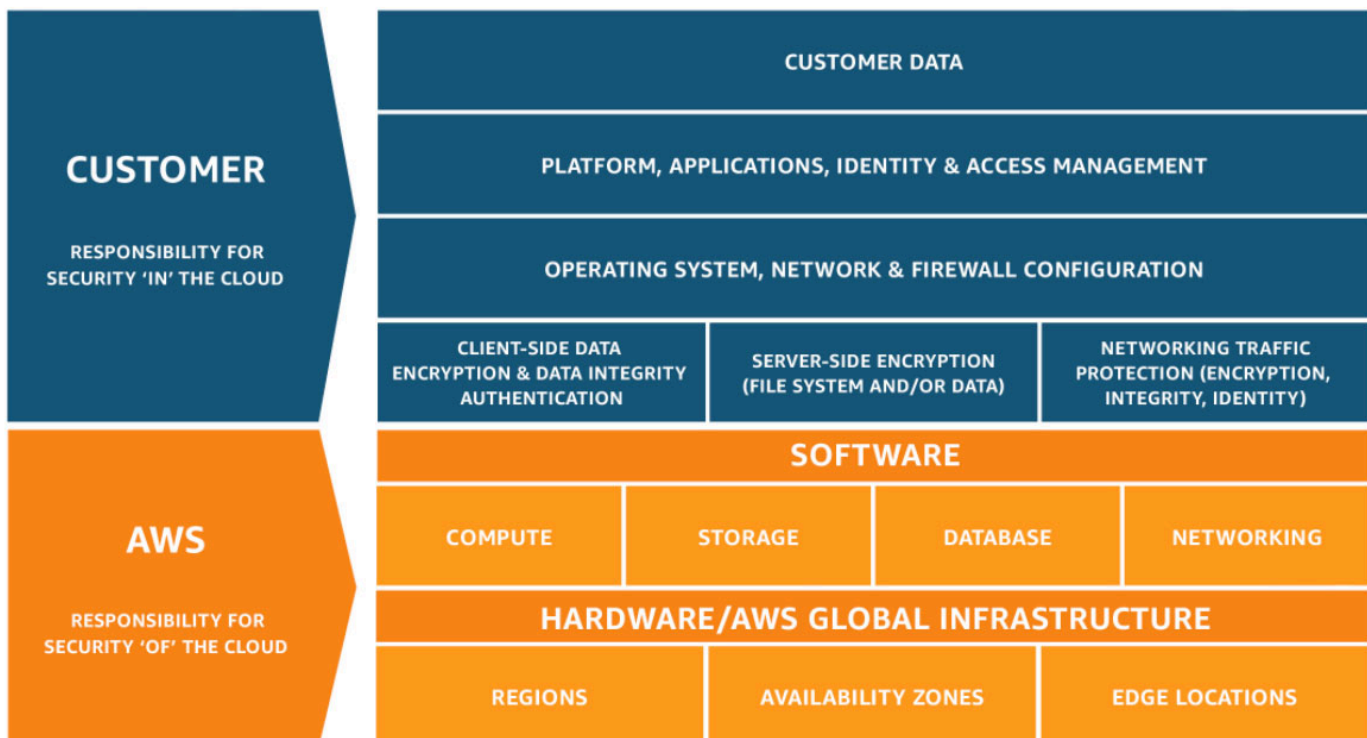 CUSTOMER
RESPONSIBILITY FOR
SECURITY ‘IN’ THE CLOUD
CUSTOMER DATA
PLATFORM, APPLICATIONS, IDENTITY & ACCESS MANAGEMENT
OPERATING SYSTEM, NETWORK & FIREWALL CONFIGURATION
CLIENT-SIDE DATA
ENCRYPTION & DATA INTEGRITY
AUTHENTICATION
SERVER-SIDE ENCRYPTION
(FILE SYSTEM AND/OR DATA)
NETWORKING TRAFFIC
PROTECTION (ENCRYPTION,
INTEGRITY, IDENTITY)
AWS
RESPONSIBILITY FOR
SECURITY ‘OF’ THE CLOUD
SOFTWARE
COMPUTE
STORAGE
DATABASE
NETWORKING
HARDWARE/AWS GLOBAL INFRASTRUCTURE
REGIONS
AVAILABILITY ZONES
EDGE LOCATIONS